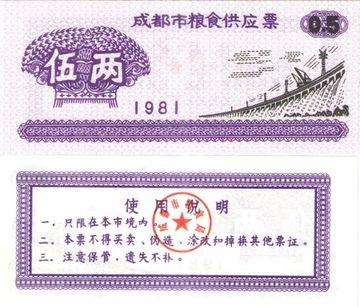 成都市粮食供应票
0.5
伍两
1981
使用说明
一．只限在本市境内
二．本票不得买卖、伪造、涂改和掉换其他票证。
三．注意保管，遗失不补。